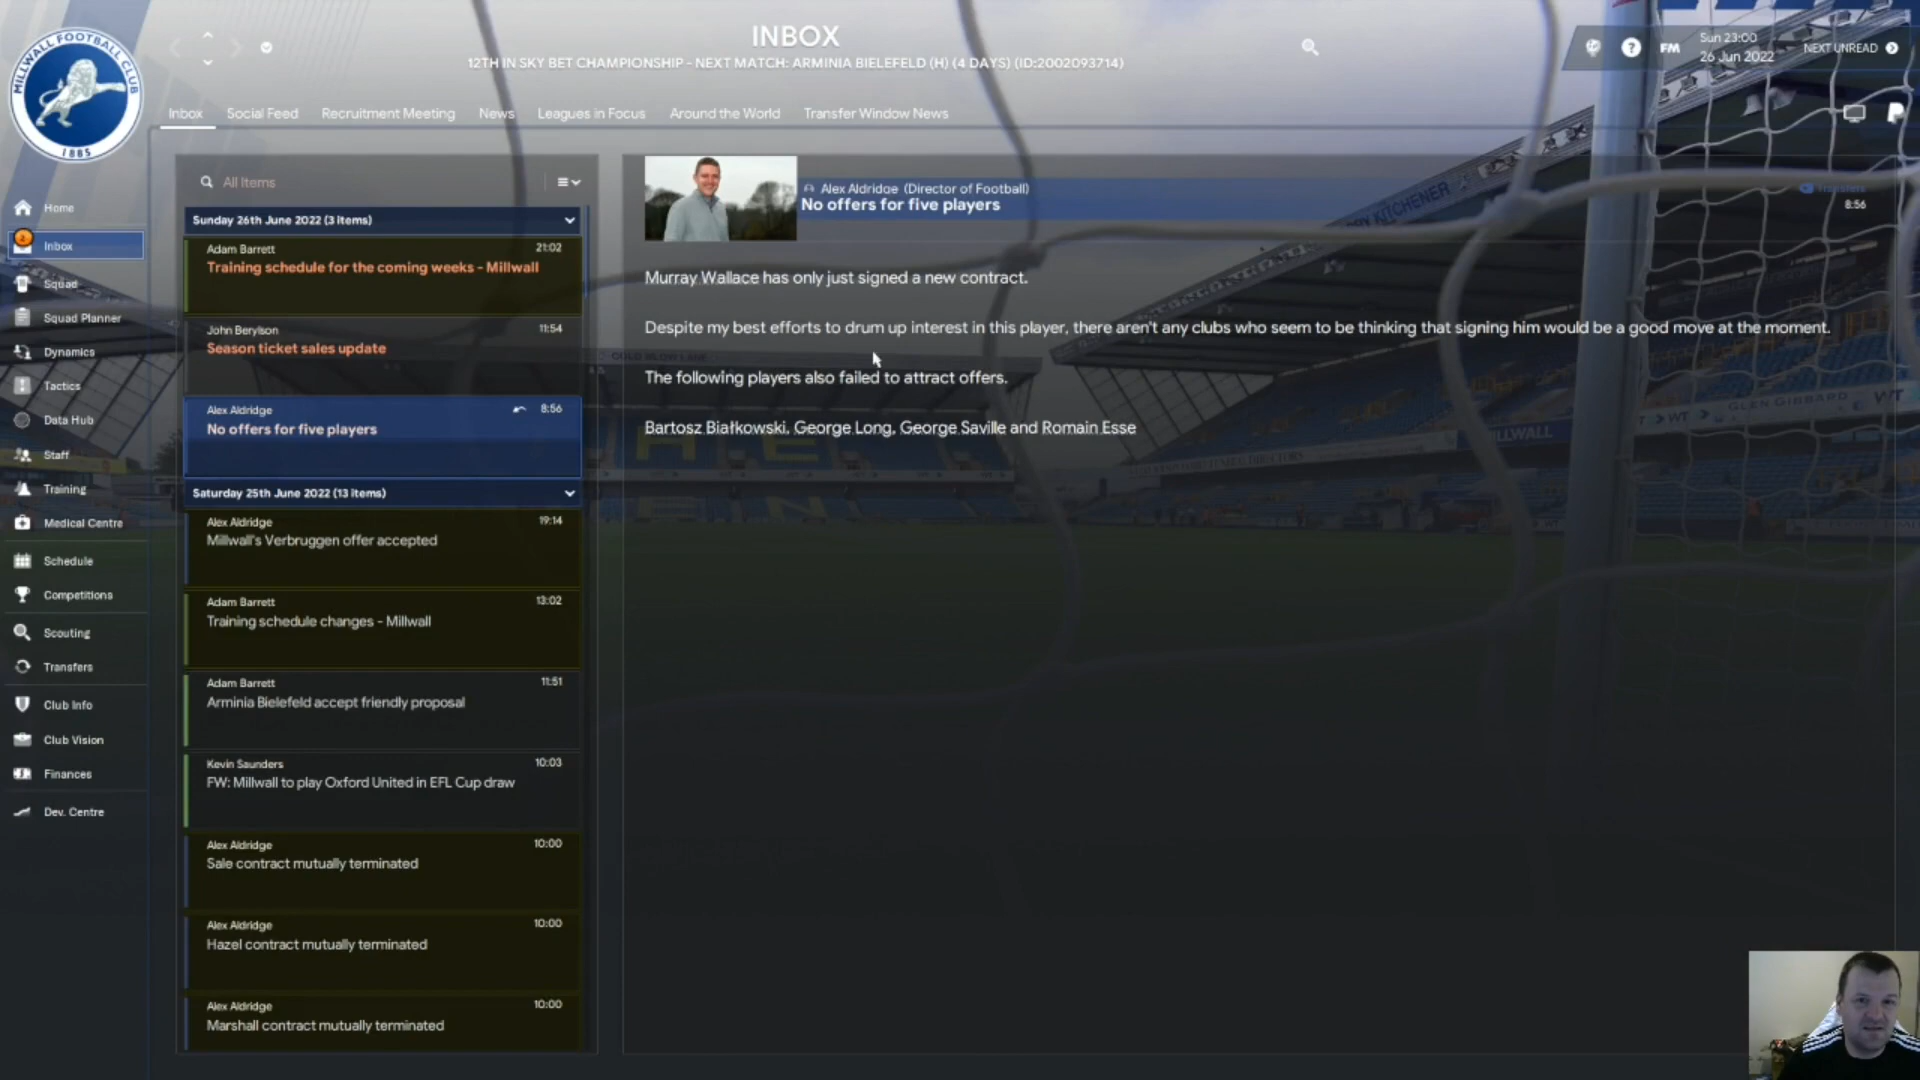 MILLWALL FOOTBALL CLUB
1885
INBOX
12TH IN SKY BET CHAMPIONSHIP - NEXT MATCH: ARMINIA BIELEFELD (H) (4 DAYS) (ID:2002093714)
?
FM
Sun 23:00
26 Jun 2022
NEXT UNREAD
Inbox
Social Feed
Recruitment Meeting
News
Leagues in Focus
Around the World
Transfer Window News
Home
2
Inbox
Squad
Squad Planner
Dynamics
Tactics
Data Hub
Staff
Training
Medical Centre
Schedule
Competitions
Scouting
Transfers
Club Info
Club Vision
Finances
Dev. Centre
All Items
Sunday 26th June 2022 (3 items)
Adam Barrett 21:02
Training schedule for the coming weeks - Millwall
John Berylson 11:54
Season ticket sales update
Alex Aldridge 8:56
No offers for five players
Saturday 25th June 2022 (13 items)
Alex Aldridge 19:14
Millwall's Verbruggen offer accepted
Adam Barrett 13:02
Training schedule changes - Millwall
Adam Barrett 11:51
Arminia Bielefeld accept friendly proposal
Kevin Saunders 10:03
FW: Millwall to play Oxford United in EFL Cup draw
Alex Aldridge 10:00
Sale contract mutually terminated
Alex Aldridge 10:00
Hazel contract mutually terminated
Alex Aldridge 10:00
Marshall contract mutually terminated
Alex Aldridge (Director of Football)
No offers for five players
Transfers
8:56
Murray Wallace has only just signed a new contract.
Despite my best efforts to drum up interest in this player, there aren't any clubs who seem to be thinking that signing him would be a good move at the moment.
The following players also failed to attract offers.
Bartosz Białkowski, George Long, George Saville and Romain Esse
KITCHENER
GLEN GIBBARD
MILLWALL
WT